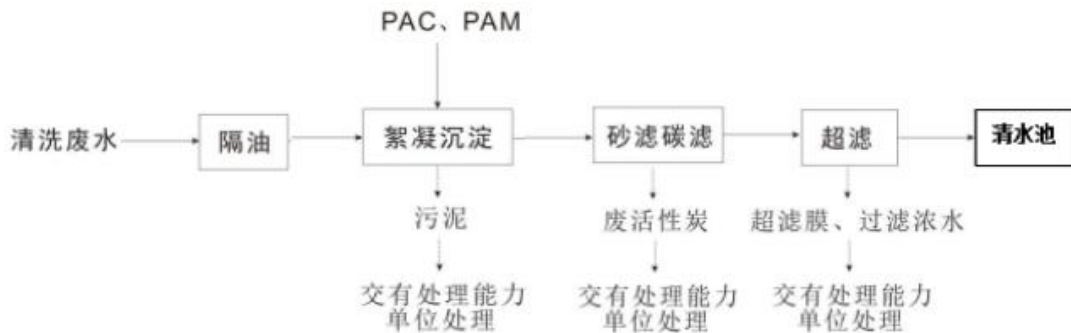 PAC、PAM
清洗废水
隔油
絮凝沉淀
砂滤碳滤
超滤
清水池
污泥
废活性炭
超滤膜、过滤浓水
交有处理能力
单位处理
交有处理能力
单位处理
交有处理能力
单位处理